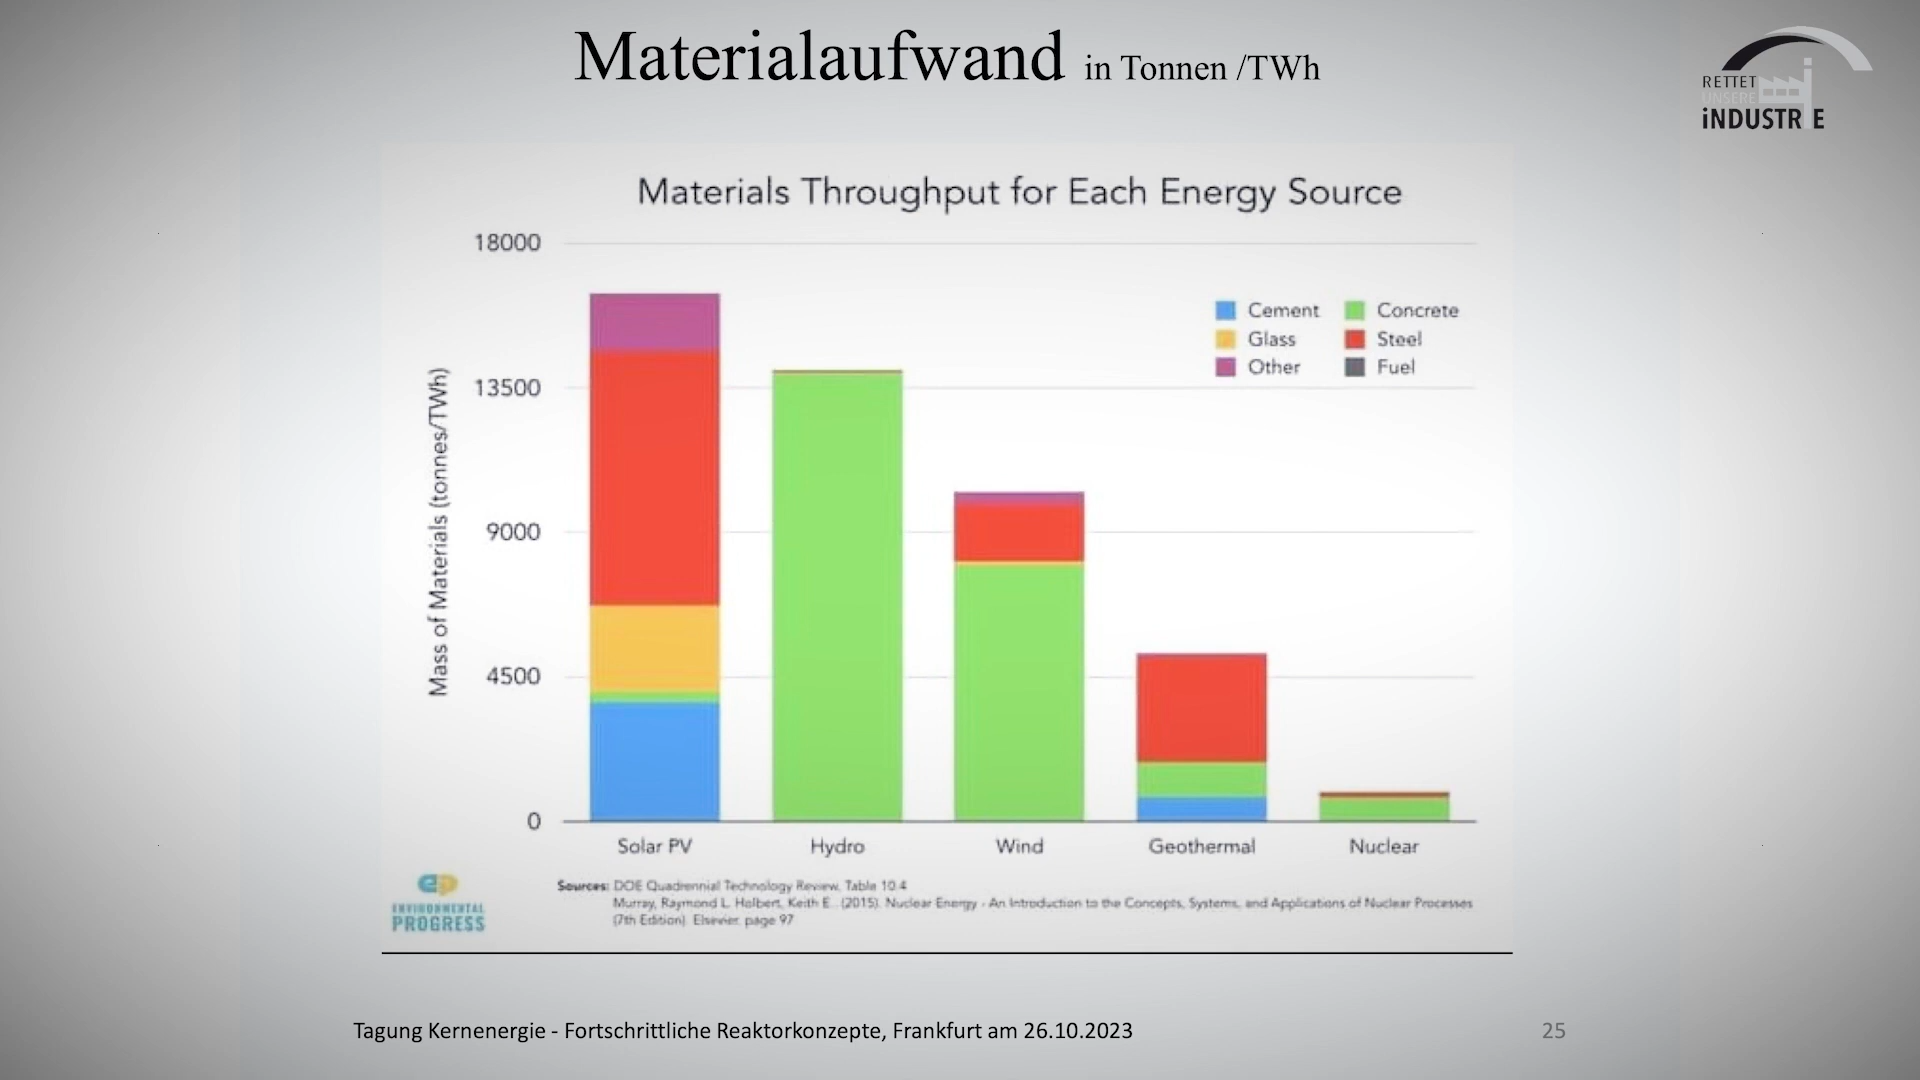 Materialaufwand in Tonnen /TWh
RETTET
UNSERE
iNDUSTRIE
Materials Throughput for Each Energy Source
18000
13500
9000
4500
0
Mass of Materials (tonnes/TWh)
Cement
Concrete
Glass
Steel
Other
Fuel
Solar PV
Hydro
Wind
Geothermal
Nuclear
ep
ENVIRONMENTAL
PROGRESS
Sources: DOE Quadrennial Technology Review, Table 10.4
Murray, Raymond L. Holbert, Keith E.. (2015). Nuclear Energy - An Introduction to the Concepts, Systems, and Applications of Nuclear Processes
(7th Edition). Elsevier. page 97
Tagung Kernenergie - Fortschrittliche Reaktorkonzepte, Frankfurt am 26.10.2023
25